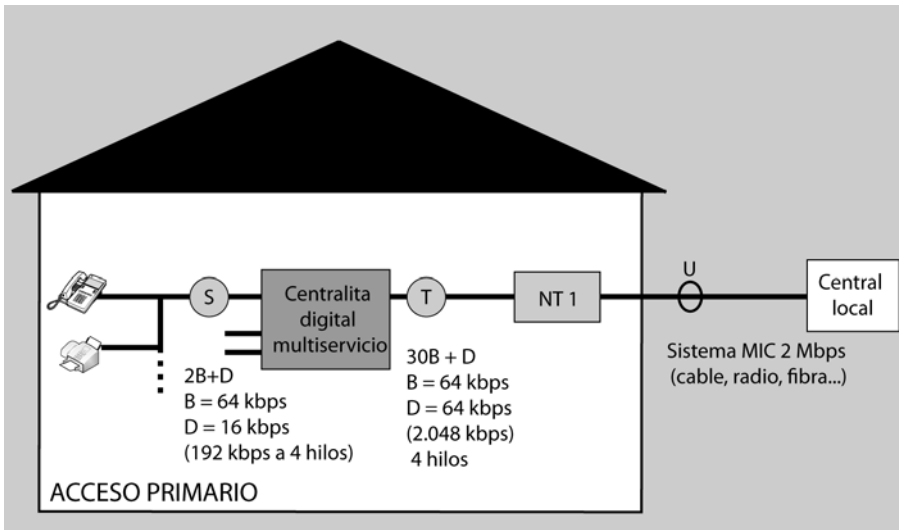 S
Centralita
digital
multiservicio
T
NT 1
U
Central
local
Sistema MIC 2 Mbps
(cable, radio, fibra...)
2B+D
B = 64 kbps
D = 16 kbps
(192 kbps a 4 hilos)
30B + D
B = 64 kbps
D = 64 kbps
(2.048 kbps)
4 hilos
ACCESO PRIMARIO